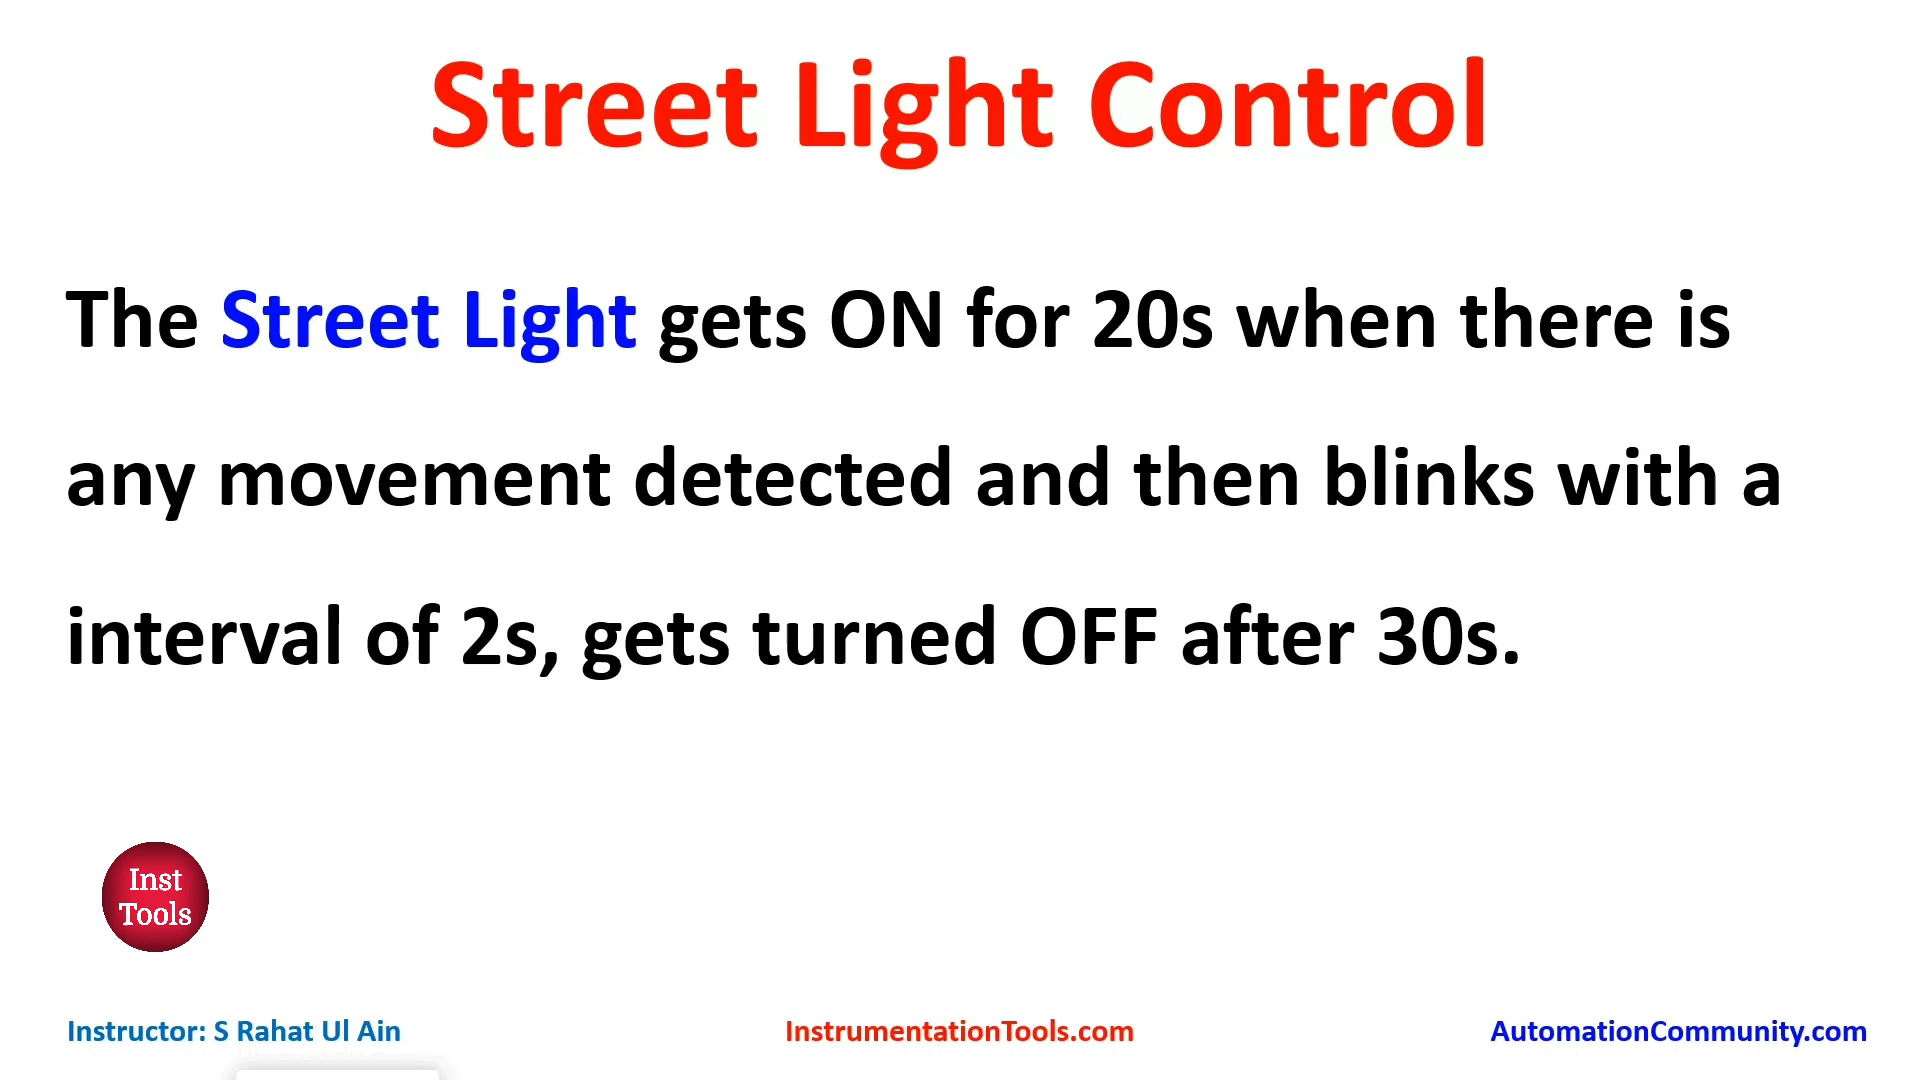 Street Light Control
The Street Light gets ON for 20s when there is
any movement detected and then blinks with a
interval of 2s, gets turned OFF after 30s.
Inst
Tools
Instructor: S Rahat Ul Ain
InstrumentationTools.com
AutomationCommunity.com